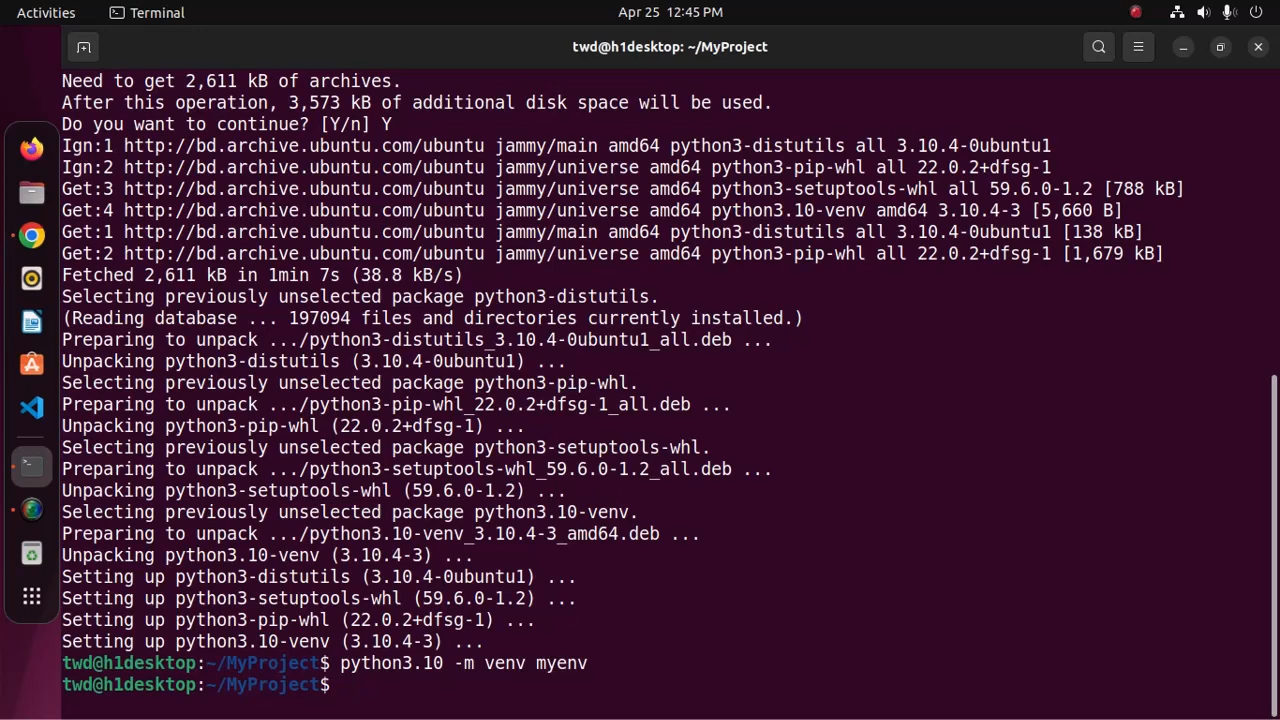 Activities
Terminal
Apr 25 12:45 PM
twd@h1desktop: ~/MyProject
Need to get 2,611 kB of archives.
After this operation, 3,573 kB of additional disk space will be used.
Do you want to continue? [Y/n] Y
Ign:1 http://bd.archive.ubuntu.com/ubuntu jammy/main amd64 python3-distutils all 3.10.4-0ubuntu1
Ign:2 http://bd.archive.ubuntu.com/ubuntu jammy/universe amd64 python3-pip-whl all 22.0.2+dfsg-1
Get:3 http://bd.archive.ubuntu.com/ubuntu jammy/universe amd64 python3-setuptools-whl all 59.6.0-1.2 [788 kB]
Get:4 http://bd.archive.ubuntu.com/ubuntu jammy/universe amd64 python3.10-venv amd64 3.10.4-3 [5,660 B]
Get:1 http://bd.archive.ubuntu.com/ubuntu jammy/main amd64 python3-distutils all 3.10.4-0ubuntu1 [138 kB]
Get:2 http://bd.archive.ubuntu.com/ubuntu jammy/universe amd64 python3-pip-whl all 22.0.2+dfsg-1 [1,679 kB]
Fetched 2,611 kB in 1min 7s (38.8 kB/s)
Selecting previously unselected package python3-distutils.
(Reading database ... 197094 files and directories currently installed.)
Preparing to unpack .../python3-distutils_3.10.4-0ubuntu1_all.deb ...
Unpacking python3-distutils (3.10.4-0ubuntu1) ...
Selecting previously unselected package python3-pip-whl.
Preparing to unpack .../python3-pip-whl_22.0.2+dfsg-1_all.deb ...
Unpacking python3-pip-whl (22.0.2+dfsg-1) ...
Selecting previously unselected package python3-setuptools-whl.
Preparing to unpack .../python3-setuptools-whl_59.6.0-1.2_all.deb ...
Unpacking python3-setuptools-whl (59.6.0-1.2) ...
Selecting previously unselected package python3.10-venv.
Preparing to unpack .../python3.10-venv_3.10.4-3_amd64.deb ...
Unpacking python3.10-venv (3.10.4-3) ...
Setting up python3-distutils (3.10.4-0ubuntu1) ...
Setting up python3-setuptools-whl (59.6.0-1.2) ...
Setting up python3-pip-whl (22.0.2+dfsg-1) ...
Setting up python3.10-venv (3.10.4-3) ...
twd@h1desktop:~/MyProject$ python3.10 -m venv myenv
twd@h1desktop:~/MyProject$